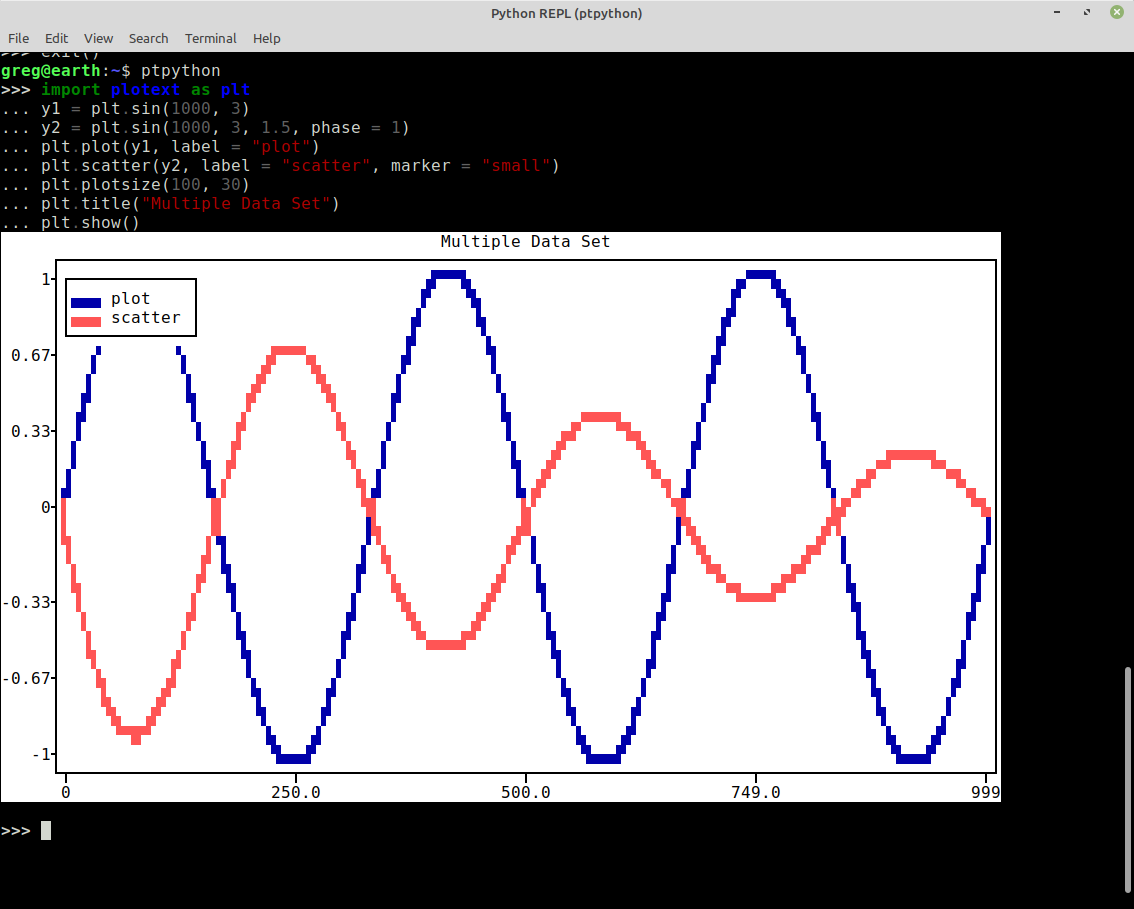 Python REPL (ptpython)
File Edit View Search Terminal Help
>>> exit()
greg@earth:~$ ptpython
>>> import plotext as plt
... y1 = plt.sin(1000, 3)
... y2 = plt.sin(1000, 3, 1.5, phase = 1)
... plt.plot(y1, label = "plot")
... plt.scatter(y2, label = "scatter", marker = "small")
... plt.plotsize(100, 30)
... plt.title("Multiple Data Set")
... plt.show()
Multiple Data Set
1
plot
scatter
0.67
0.33
0
-0.33
-0.67
-1
0 250.0 500.0 749.0 999
>>>